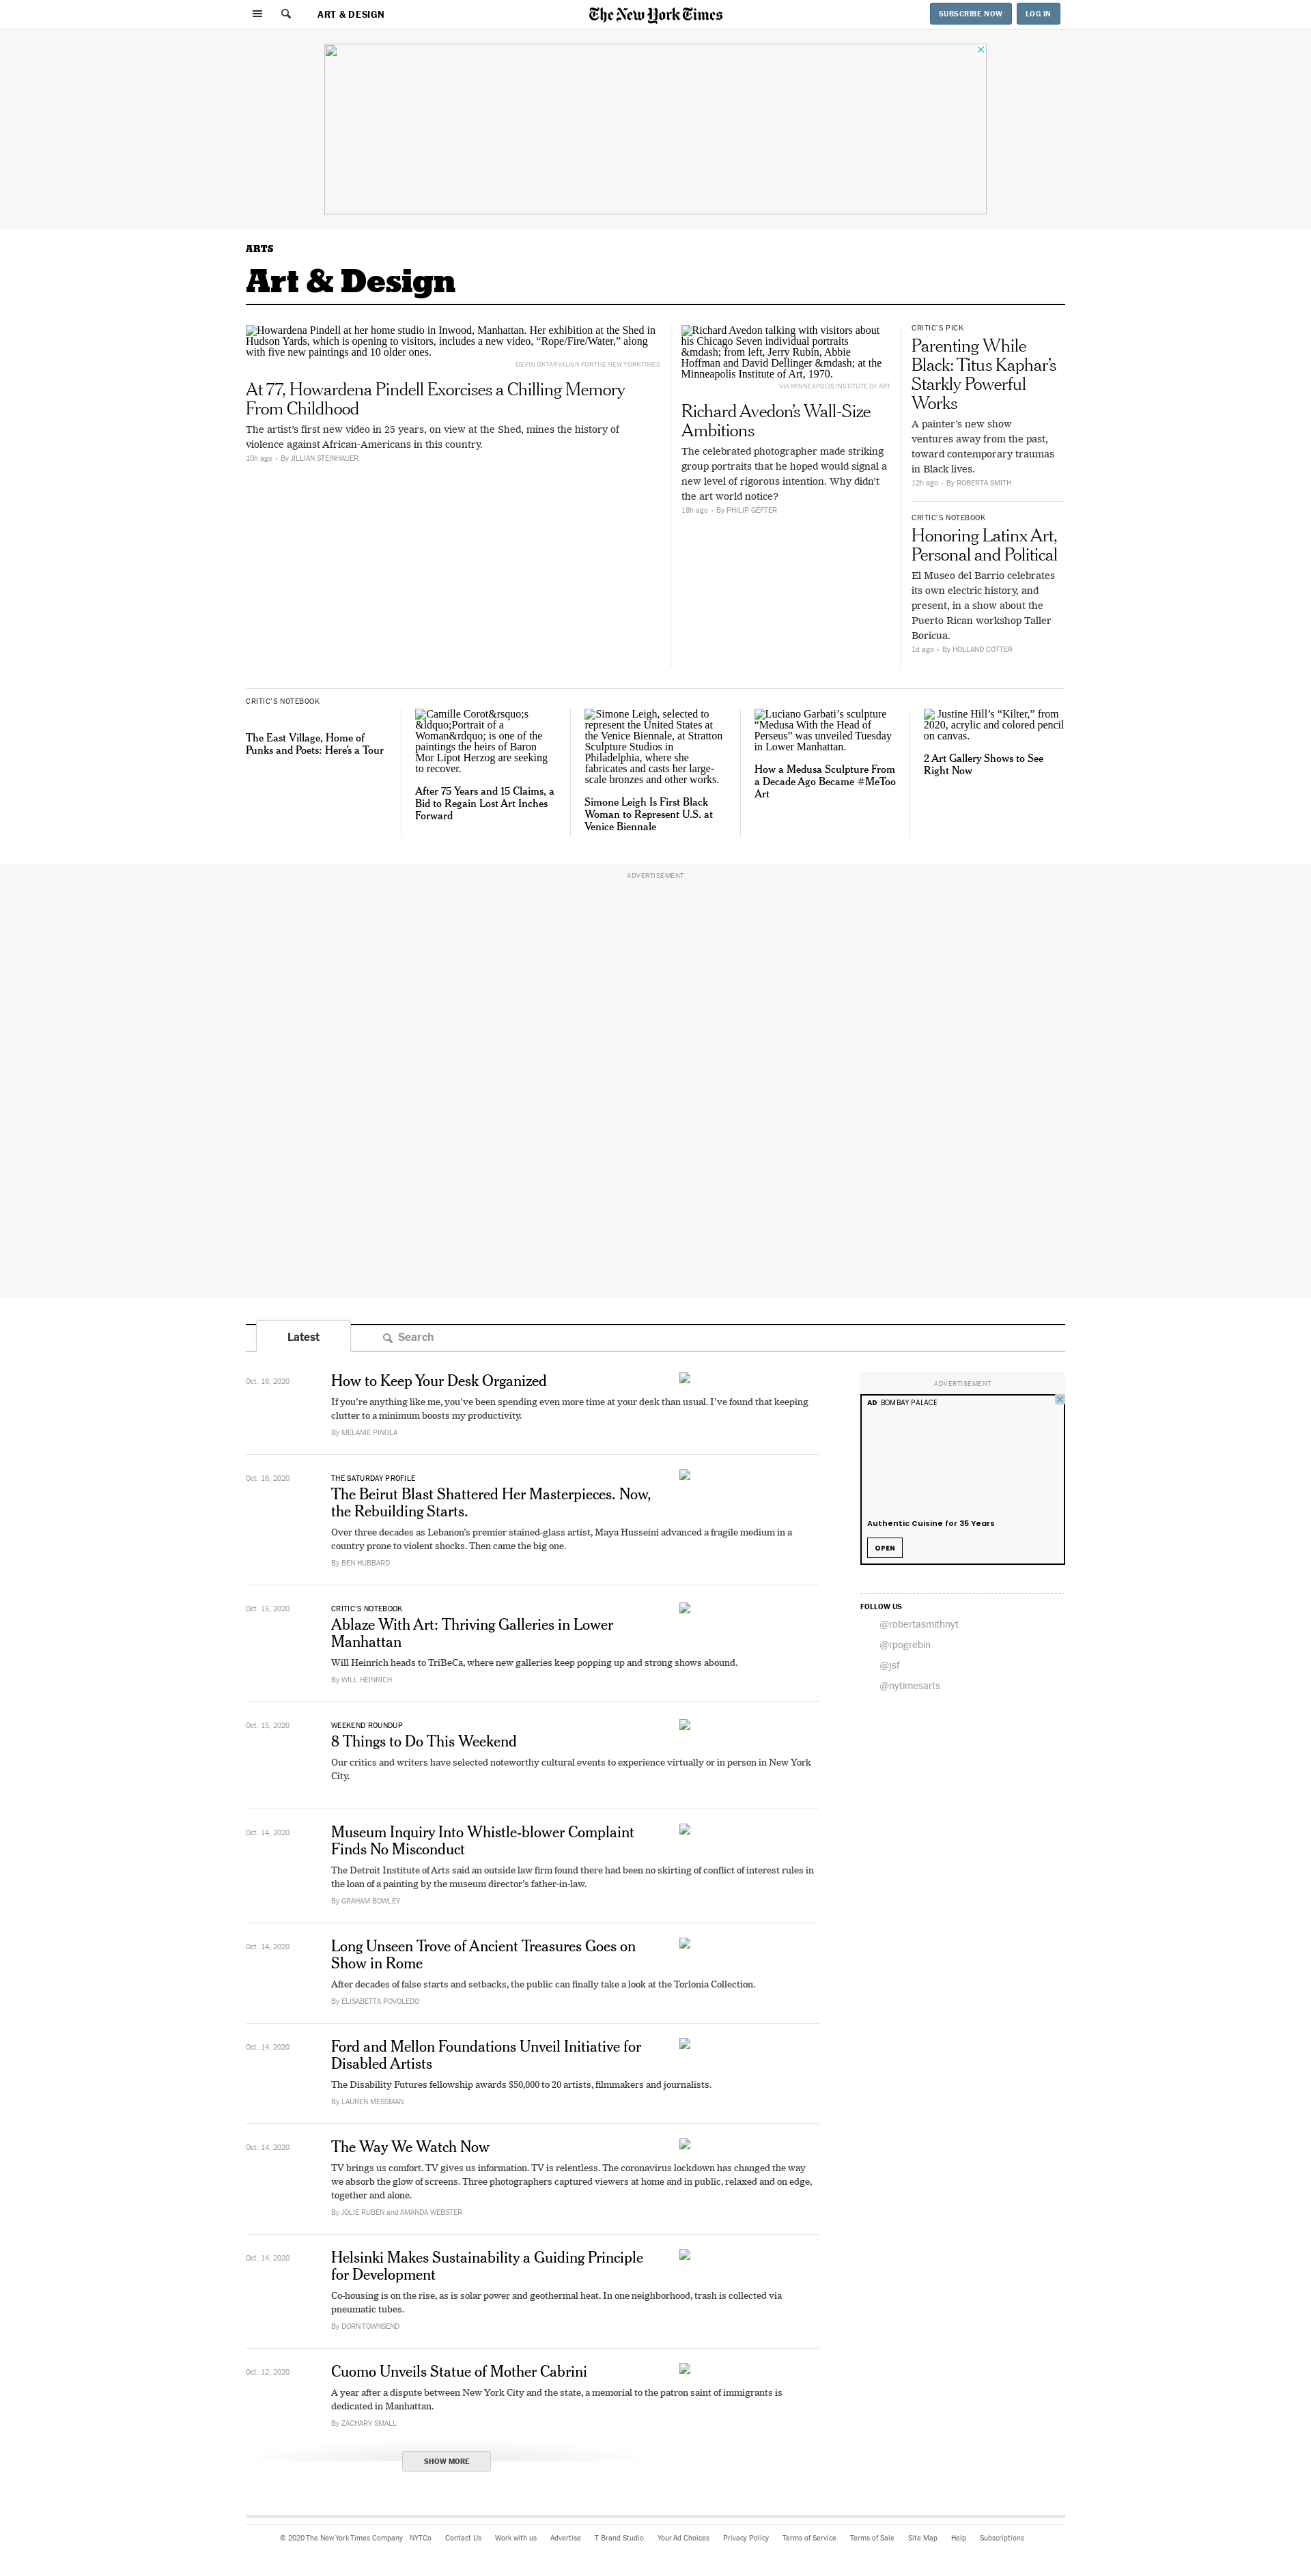 ART & DESIGN
The New York Times
SUBSCRIBE NOW
LOG IN
ARTS
Art & Design
Howardena Pindell at her home studio in Inwood, Manhattan. Her exhibition at the Shed in
Hudson Yards, which is opening to visitors, includes a new video, “Rope/Fire/Water,” along
with five new paintings and 10 older ones.
DEVIN OKTAR YALKIN FOR THE NEW YORK TIMES
At 77, Howardena Pindell Exorcises a Chilling Memory
From Childhood
The artist’s first new video in 25 years, on view at the Shed, mines the history of
violence against African-Americans in this country.
10h ago • By JILLIAN STEINHAUER
Richard Avedon talking with visitors about
his Chicago Seven individual portraits
&mdash; from left, Jerry Rubin, Abbie
Hoffman and David Dellinger &mdash; at the
Minneapolis Institute of Art, 1970.
VIA MINNEAPOLIS INSTITUTE OF ART
Richard Avedon’s Wall-Size
Ambitions
The celebrated photographer made striking
group portraits that he hoped would signal a
new level of rigorous intention. Why didn’t
the art world notice?
18h ago • By PHILIP GEFTER
CRITIC’S PICK
Parenting While
Black: Titus Kaphar’s
Starkly Powerful
Works
A painter’s new show
ventures away from the past,
toward contemporary traumas
in Black lives.
12h ago • By ROBERTA SMITH
CRITIC’S NOTEBOOK
Honoring Latinx Art,
Personal and Political
El Museo del Barrio celebrates
its own electric history, and
present, in a show about the
Puerto Rican workshop Taller
Boricua.
1d ago • By HOLLAND COTTER
CRITIC’S NOTEBOOK
The East Village, Home of
Punks and Poets: Here’s a Tour
Camille Corot&rsquo;s
&ldquo;Portrait of a
Woman&rdquo; is one of the
paintings the heirs of Baron
Mor Lipot Herzog are seeking
to recover.
After 75 Years and 15 Claims, a
Bid to Regain Lost Art Inches
Forward
Simone Leigh, selected to
represent the United States at
the Venice Biennale, at Stratton
Sculpture Studios in
Philadelphia, where she
fabricates and casts her large-
scale bronzes and other works.
Simone Leigh Is First Black
Woman to Represent U.S. at
Venice Biennale
Luciano Garbati’s sculpture
“Medusa With the Head of
Perseus” was unveiled Tuesday
in Lower Manhattan.
How a Medusa Sculpture From
a Decade Ago Became #MeToo
Art
Justine Hill’s “Kilter,” from
2020, acrylic and colored pencil
on canvas.
2 Art Gallery Shows to See
Right Now
ADVERTISEMENT
Latest
Search
Oct. 16, 2020
How to Keep Your Desk Organized
If you’re anything like me, you’ve been spending even more time at your desk than usual. I’ve found that keeping
clutter to a minimum boosts my productivity.
By MELANIE PINOLA
Oct. 16, 2020
THE SATURDAY PROFILE
The Beirut Blast Shattered Her Masterpieces. Now,
the Rebuilding Starts.
Over three decades as Lebanon’s premier stained-glass artist, Maya Husseini advanced a fragile medium in a
country prone to violent shocks. Then came the big one.
By BEN HUBBARD
Oct. 15, 2020
CRITIC’S NOTEBOOK
Ablaze With Art: Thriving Galleries in Lower
Manhattan
Will Heinrich heads to TriBeCa, where new galleries keep popping up and strong shows abound.
By WILL HEINRICH
Oct. 15, 2020
WEEKEND ROUNDUP
8 Things to Do This Weekend
Our critics and writers have selected noteworthy cultural events to experience virtually or in person in New York
City.
Oct. 14, 2020
Museum Inquiry Into Whistle-blower Complaint
Finds No Misconduct
The Detroit Institute of Arts said an outside law firm found there had been no skirting of conflict of interest rules in
the loan of a painting by the museum director’s father-in-law.
By GRAHAM BOWLEY
Oct. 14, 2020
Long Unseen Trove of Ancient Treasures Goes on
Show in Rome
After decades of false starts and setbacks, the public can finally take a look at the Torlonia Collection.
By ELISABETTA POVOLEDO
Oct. 14, 2020
Ford and Mellon Foundations Unveil Initiative for
Disabled Artists
The Disability Futures fellowship awards $50,000 to 20 artists, filmmakers and journalists.
By LAUREN MESSMAN
Oct. 14, 2020
The Way We Watch Now
TV brings us comfort. TV gives us information. TV is relentless. The coronavirus lockdown has changed the way
we absorb the glow of screens. Three photographers captured viewers at home and in public, relaxed and on edge,
together and alone.
By JOLIE RUBEN and AMANDA WEBSTER
Oct. 14, 2020
Helsinki Makes Sustainability a Guiding Principle
for Development
Co-housing is on the rise, as is solar power and geothermal heat. In one neighborhood, trash is collected via
pneumatic tubes.
By DORN TOWNSEND
Oct. 12, 2020
Cuomo Unveils Statue of Mother Cabrini
A year after a dispute between New York City and the state, a memorial to the patron saint of immigrants is
dedicated in Manhattan.
By ZACHARY SMALL
SHOW MORE
ADVERTISEMENT
AD BOMBAY PALACE
Authentic Cuisine for 35 Years
OPEN
FOLLOW US
@robertasmithnyt
@rpogrebin
@jsf
@nytimesarts
© 2020 The New York Times Company NYTCo Contact Us Work with us Advertise T Brand Studio Your Ad Choices Privacy Policy Terms of Service Terms of Sale Site Map Help Subscriptions